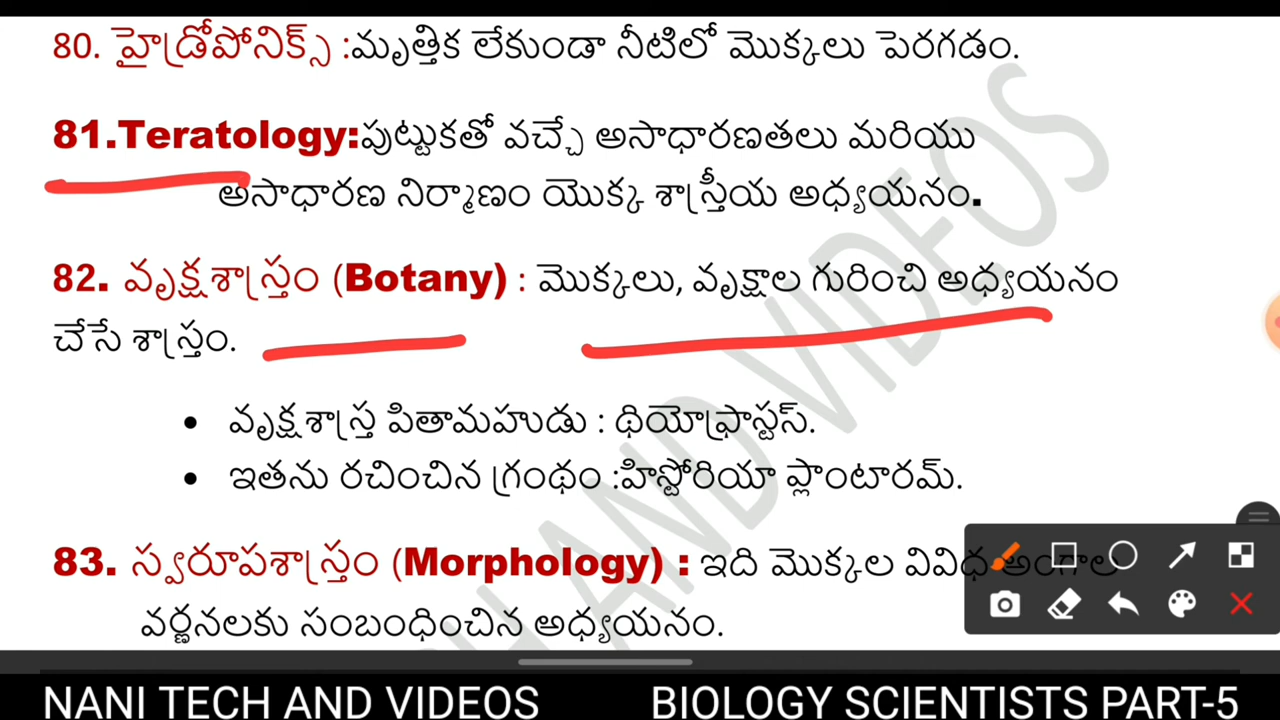 80. హైడ్రోపోనిక్స్ :మృత్తిక లేకుండా నీటిలో మొక్కలు పెరగడం.
81.Teratology:పుట్టుకతో వచ్చే అసాధారణతలు మరియు
అసాధారణ నిర్మాణం యొక్క శాస్త్రీయ అధ్యయనం.
82. వృక్షశాస్త్రం (Botany) : మొక్కలు, వృక్షాల గురించి అధ్యయనం
చేసే శాస్త్రం.
• వృక్షశాస్త్ర పితామహుడు : థియోఫ్రాస్టస్.
• ఇతను రచించిన గ్రంథం :హిస్టోరియా ప్లాంటారమ్.
83. స్వరూపశాస్త్రం (Morphology) : ఇది మొక్కల వివిధ అంగాల
వర్ణనలకు సంబంధించిన అధ్యయనం.
H AND VIDEOS
NANI TECH AND VIDEOS BIOLOGY SCIENTISTS PART-5